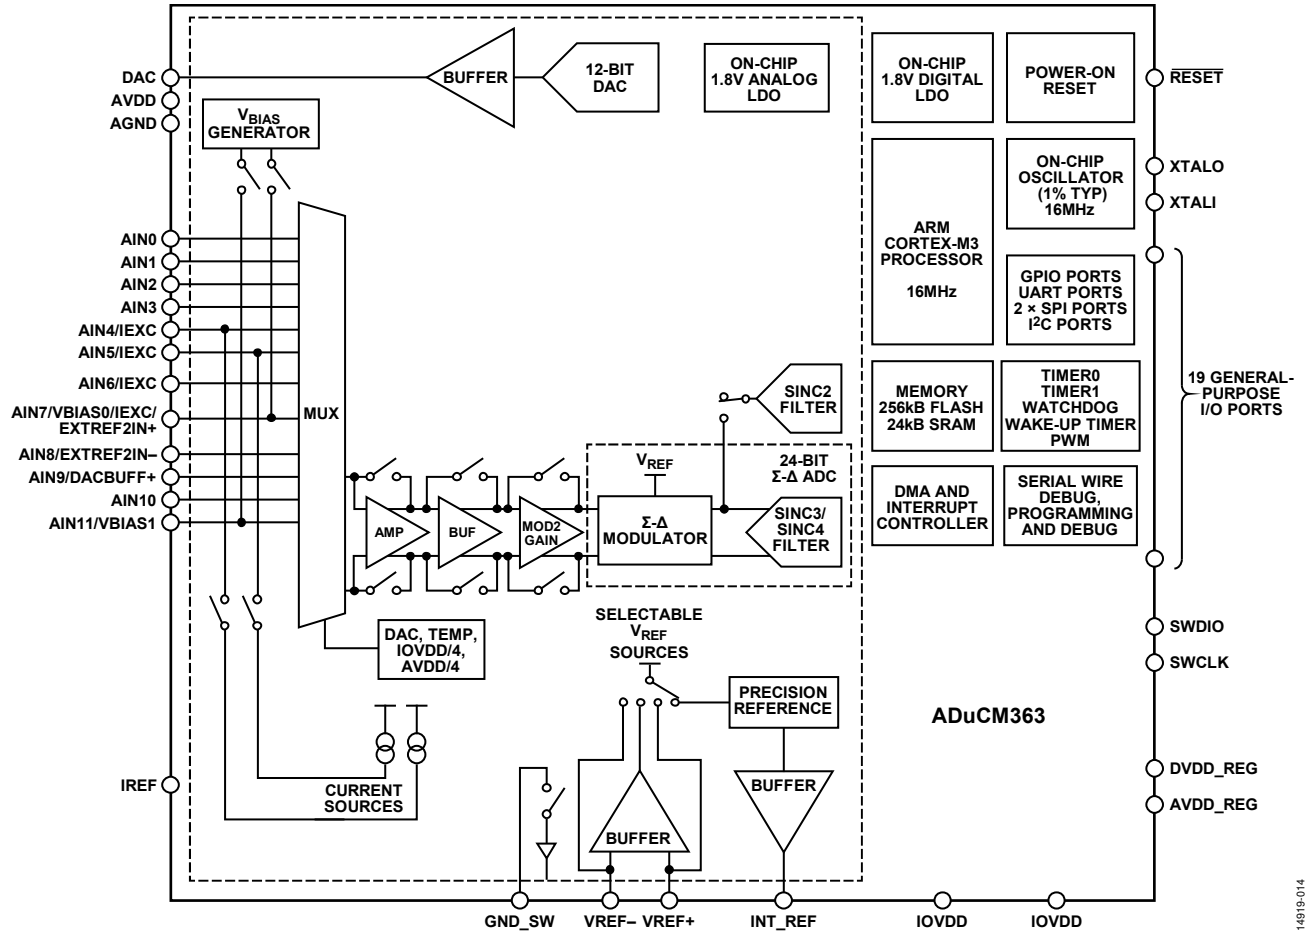 DAC
AVDD
AGND
VBIAS
GENERATOR
BUFFER
12-BIT
DAC
ON-CHIP
1.8V ANALOG
LDO
ON-CHIP
1.8V DIGITAL
LDO
POWER-ON
RESET
RESET
ARM
CORTEX-M3
PROCESSOR
16MHz
ON-CHIP
OSCILLATOR
(1% TYP)
16MHz
XTALO
XTALI
GPIO PORTS
UART PORTS
2 × SPI PORTS
I2C PORTS
AIN0
AIN1
AIN2
AIN3
AIN4/IEXC
AIN5/IEXC
AIN6/IEXC
AIN7/VBIAS0/IEXC/
EXTREF2IN+
AIN8/EXTREF2IN–
AIN9/DACBUFF+
AIN10
AIN11/VBIAS1
MUX
SINC2
FILTER
MEMORY
256kB FLASH
24kB SRAM
TIMER0
TIMER1
WATCHDOG
WAKE-UP TIMER
PWM
19 GENERAL-
PURPOSE
I/O PORTS
VREF
24-BIT
Σ-Δ ADC
AMP
BUF
MOD2
GAIN
Σ-Δ
MODULATOR
SINC3/
SINC4
FILTER
DMA AND
INTERRUPT
CONTROLLER
SERIAL WIRE
DEBUG,
PROGRAMMING
AND DEBUG
DAC, TEMP,
IOVDD/4,
AVDD/4
SELECTABLE
VREF
SOURCES
PRECISION
REFERENCE
SWDIO
SWCLK
ADuCM363
IREF
CURRENT
SOURCES
BUFFER
BUFFER
DVDD_REG
AVDD_REG
GND_SW
VREF–
VREF+
INT_REF
IOVDD
IOVDD
14919-014